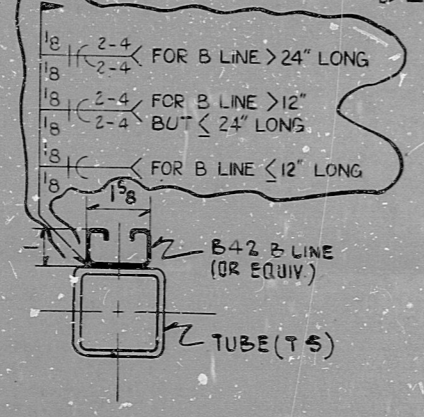 1/8 2-4
1/8 2-4 FOR B LINE > 24" LONG
1/8 2-4 FOR B LINE > 12"
1/8 2-4 BUT ≤ 24" LONG
1/8
1/8 FOR B LINE ≤ 12" LONG
1 5/8
1
B42 B LINE
(OR EQUIV.)
TUBE (TS)